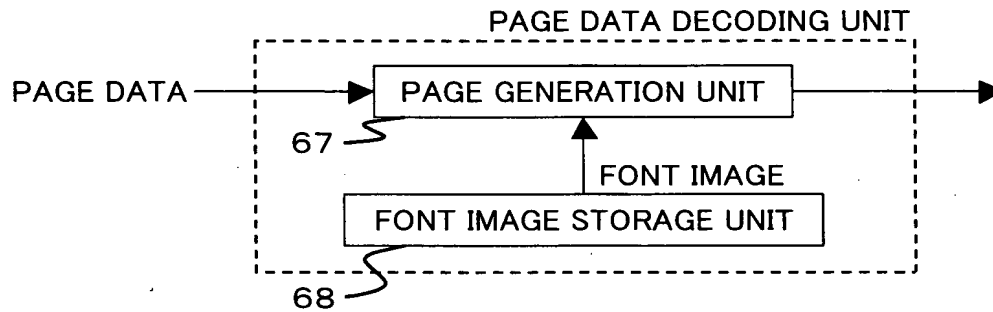 PAGE DATA DECODING UNIT
PAGE DATA
PAGE GENERATION UNIT
67
FONT IMAGE
FONT IMAGE STORAGE UNIT
68